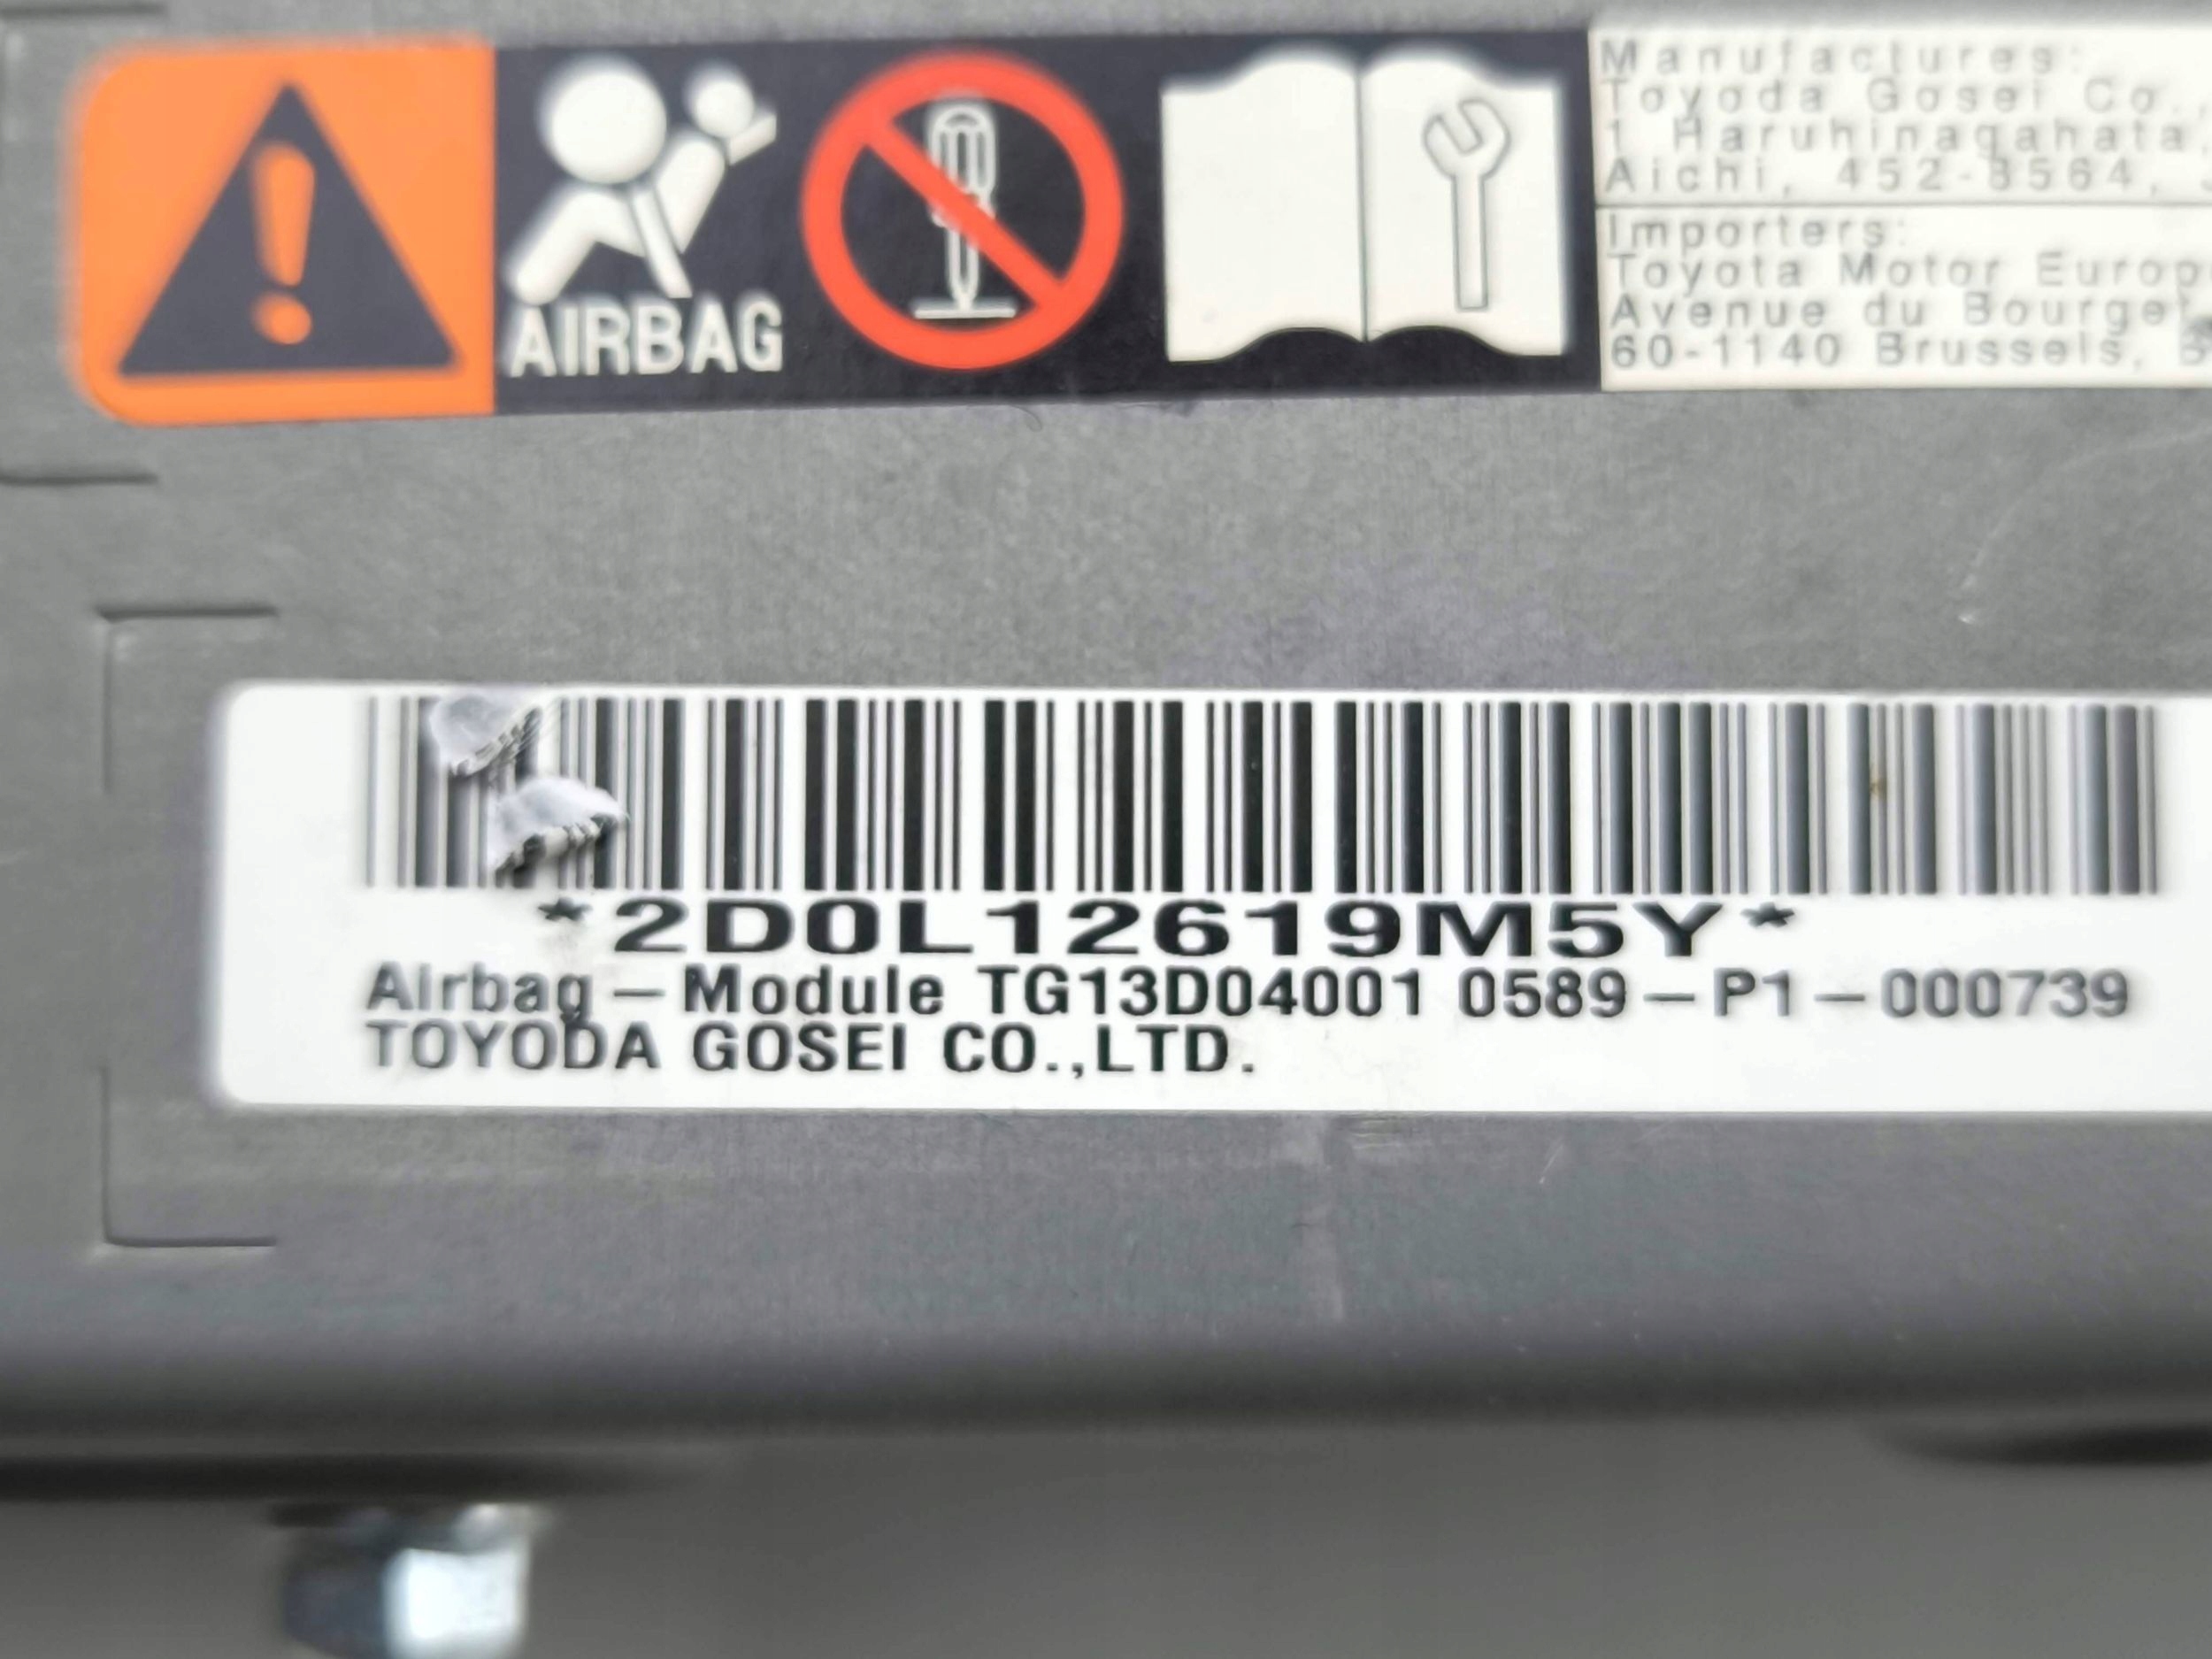 AIRBAG
Manufactures:
Toyoda Gosei Co.,
1 Haruhinagahata,
Aichi, 452-8564,
Importers:
Toyota Motor Europ
Avenue du Bourget
60-1140 Brussels, B
*2D0L12619M5Y*
Airbag-Module TG13D04001 0589-P1-000739
TOYODA GOSEI CO.,LTD.